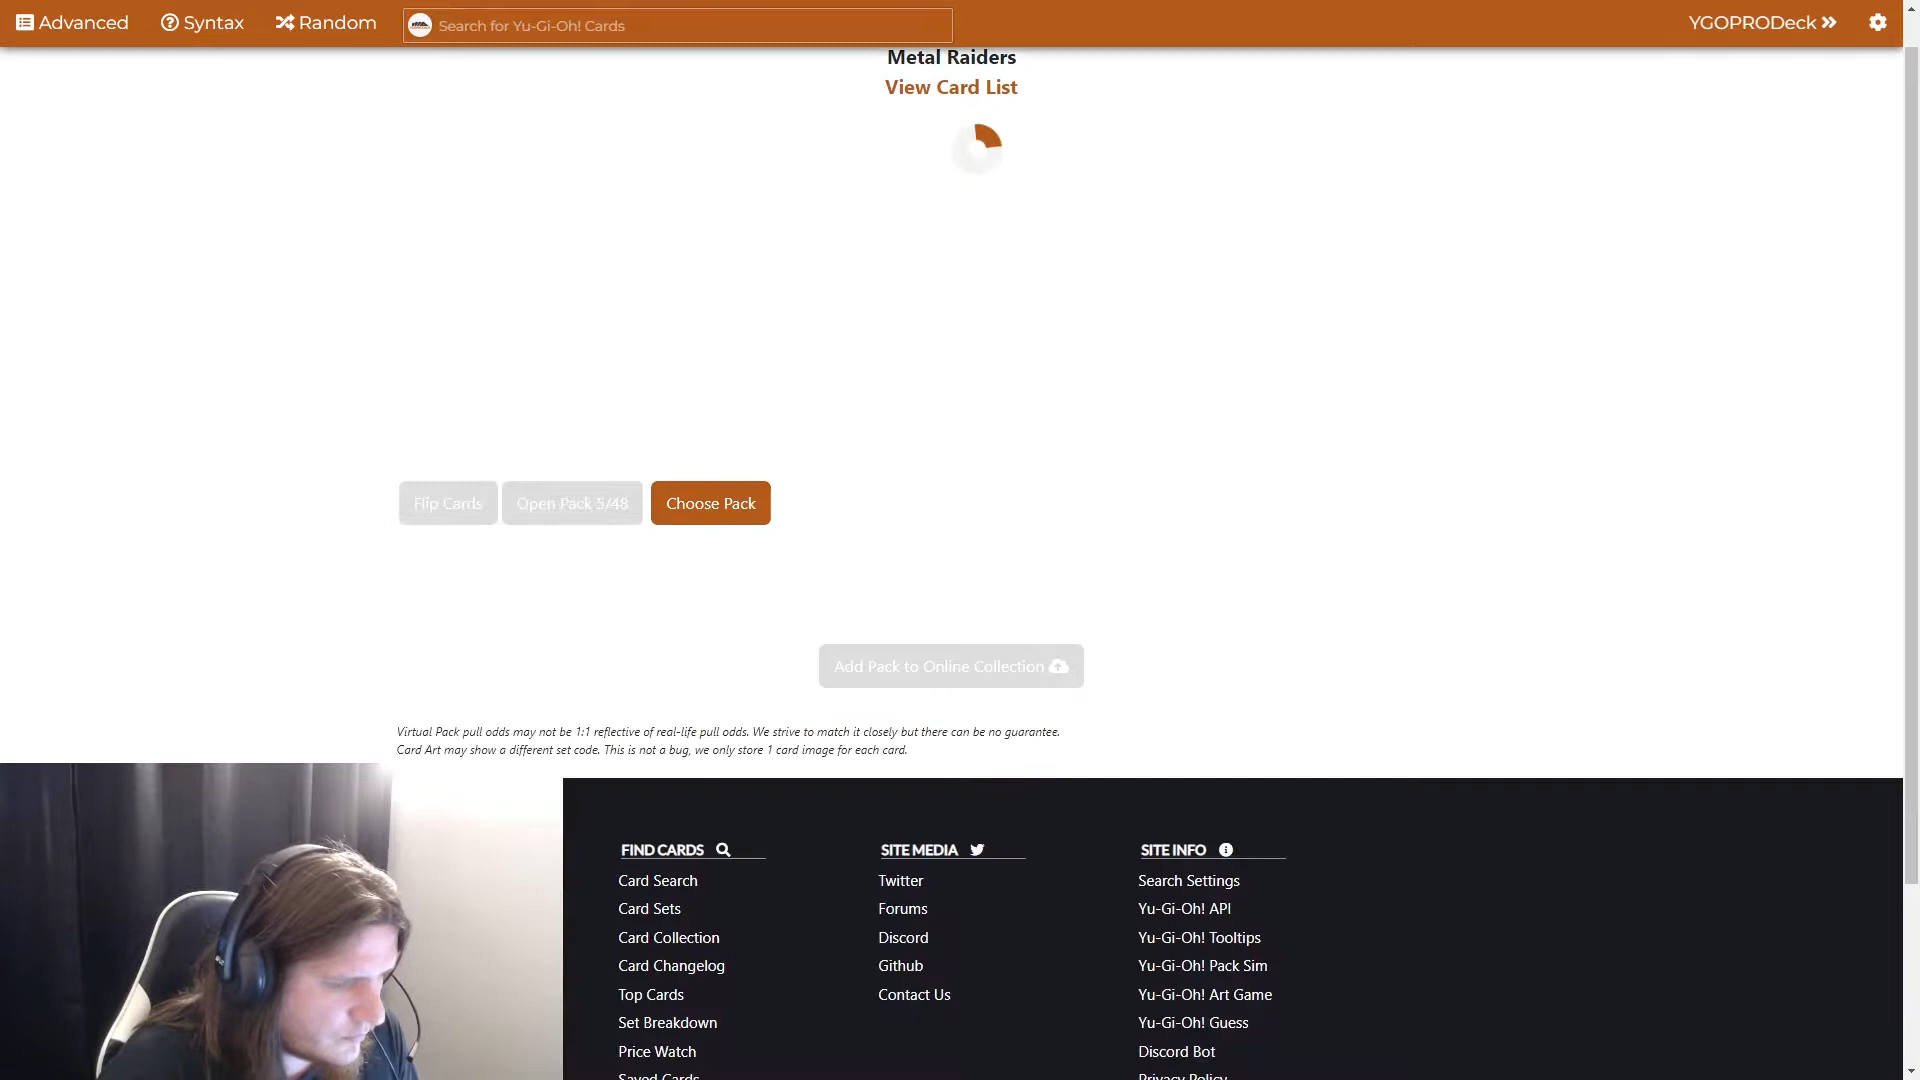 Advanced
Syntax
Random
Search for Yu-Gi-Oh! Cards
YGOPRODeck
Metal Raiders
View Card List
Flip Cards
Open Pack 5/48
Choose Pack
Add Pack to Online Collection
Virtual Pack pull odds may not be 1:1 reflective of real-life pull odds. We strive to match it closely but there can be no guarantee.
Card Art may show a different set code. This is not a bug, we only store 1 card image for each card.
FIND CARDS
Card Search
Card Sets
Card Collection
Card Changelog
Top Cards
Set Breakdown
Price Watch
Saved Cards
SITE MEDIA
Twitter
Forums
Discord
Github
Contact Us
SITE INFO
Search Settings
Yu-Gi-Oh! API
Yu-Gi-Oh! Tooltips
Yu-Gi-Oh! Pack Sim
Yu-Gi-Oh! Art Game
Yu-Gi-Oh! Guess
Discord Bot
Privacy Policy